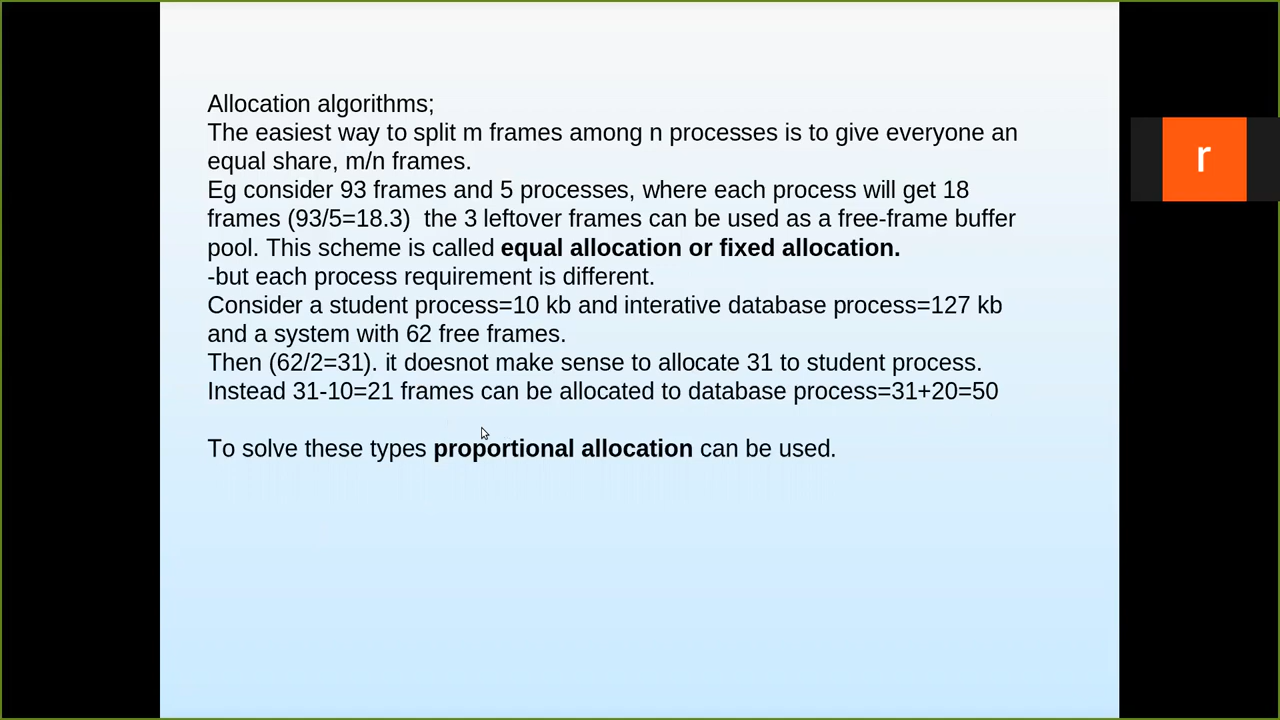 Allocation algorithms;
The easiest way to split m frames among n processes is to give everyone an
equal share, m/n frames.
Eg consider 93 frames and 5 processes, where each process will get 18
frames (93/5=18.3)  the 3 leftover frames can be used as a free-frame buffer
pool. This scheme is called equal allocation or fixed allocation.
-but each process requirement is different.
Consider a student process=10 kb and interative database process=127 kb
and a system with 62 free frames.
Then (62/2=31). it doesnot make sense to allocate 31 to student process.
Instead 31-10=21 frames can be allocated to database process=31+20=50
To solve these types proportional allocation can be used.
r